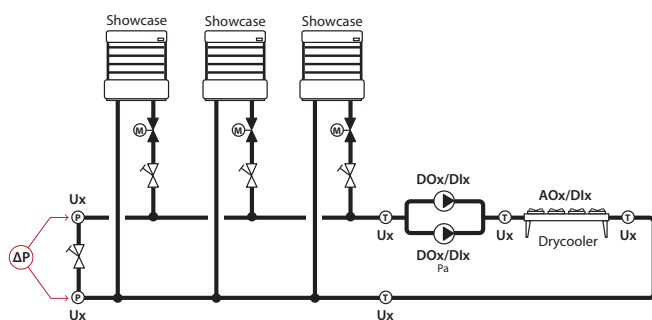 Showcase
Showcase
Showcase
M
M
M
Ux
P
ΔP
P
Ux
T
Ux
DOx/DIx
DOx/DIx
Pa
T
Ux
AOx/DIx
Drycooler
T
Ux
T
Ux